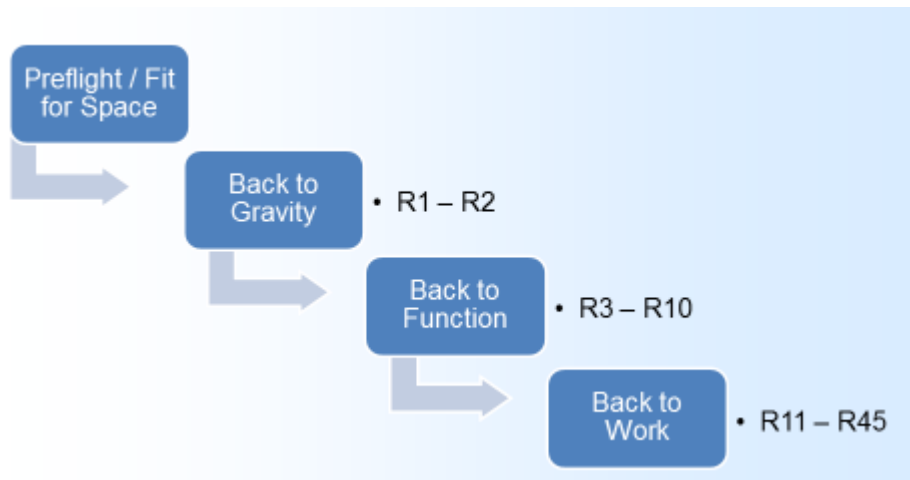 Preflight / Fit
for Space
Back to
Gravity
• R1 – R2
Back to
Function
• R3 – R10
Back to
Work
• R11 – R45